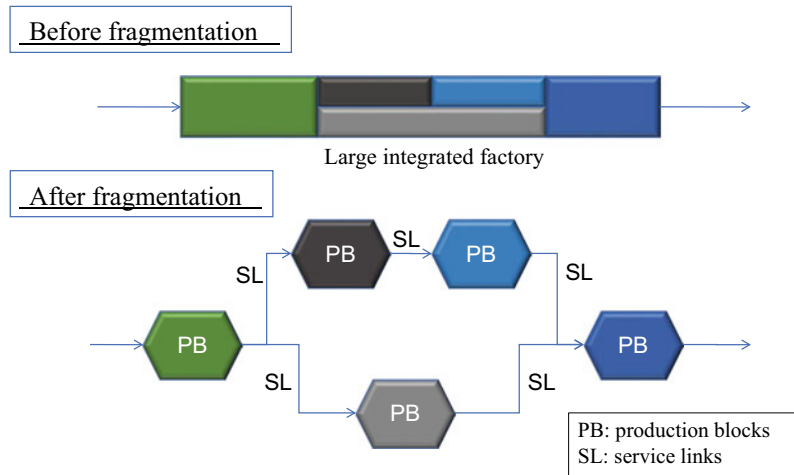 Before fragmentation
Large integrated factory
After fragmentation
PB
SL
PB
SL
SL
PB
PB
SL
PB
SL
PB: production blocks
SL: service links